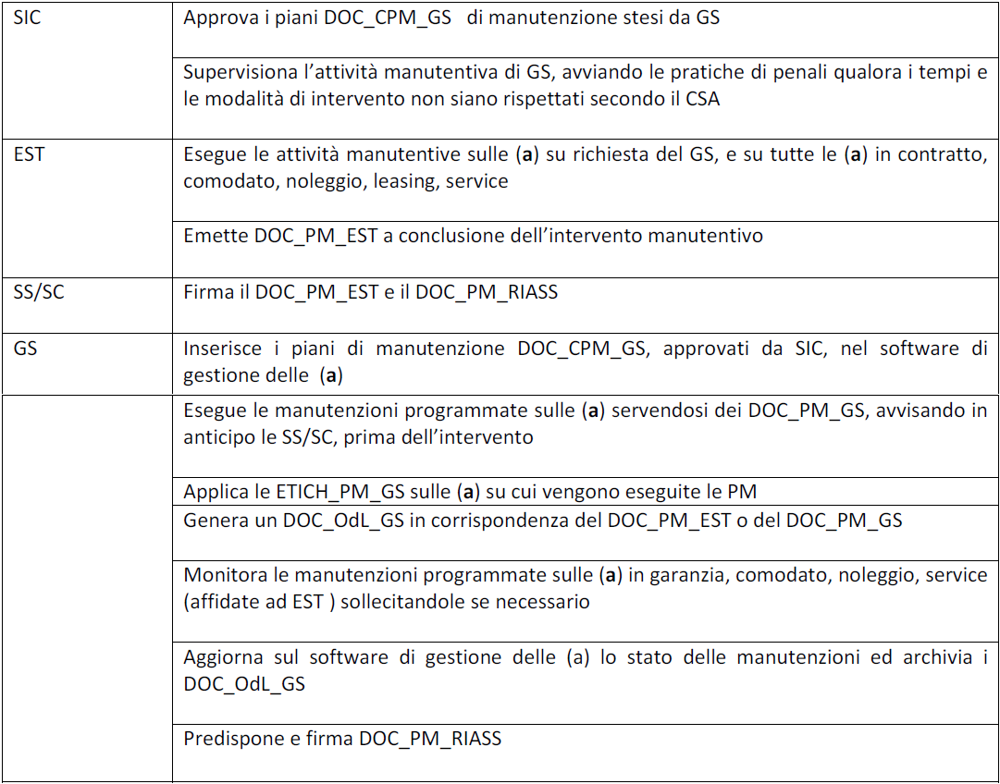 SIC
Approva i piani DOC_CPM_GS di manutenzione stesi da GS
Supervisiona l'attività manutentiva di GS, avviando le pratiche di penali qualora i tempi e
le modalità di intervento non siano rispettati secondo il CSA
EST
Esegue le attività manutentive sulle (a) su richiesta del GS, e su tutte le (a) in contratto,
comodato, noleggio, leasing, service
Emette DOC_PM_EST a conclusione dell'intervento manutentivo
SS/SC
Firma il DOC_PM_EST e il DOC_PM_RIASS
GS
Inserisce i piani di manutenzione DOC_CPM_GS, approvati da SIC, nel software di
gestione delle (a)
Esegue le manutenzioni programmate sulle (a) servendosi dei DOC_PM_GS, avvisando in
anticipo le SS/SC, prima dell'intervento
Applica le ETICH_PM_GS sulle (a) su cui vengono eseguite le PM
Genera un DOC_OdL_GS in corrispondenza del DOC_PM_EST o del DOC_PM_GS
Monitora le manutenzioni programmate sulle (a) in garanzia, comodato, noleggio, service
(affidate ad EST ) sollecitandole se necessario
Aggiorna sul software di gestione delle (a) lo stato delle manutenzioni ed archivia i
DOC_OdL_GS
Predispone e firma DOC_PM_RIASS